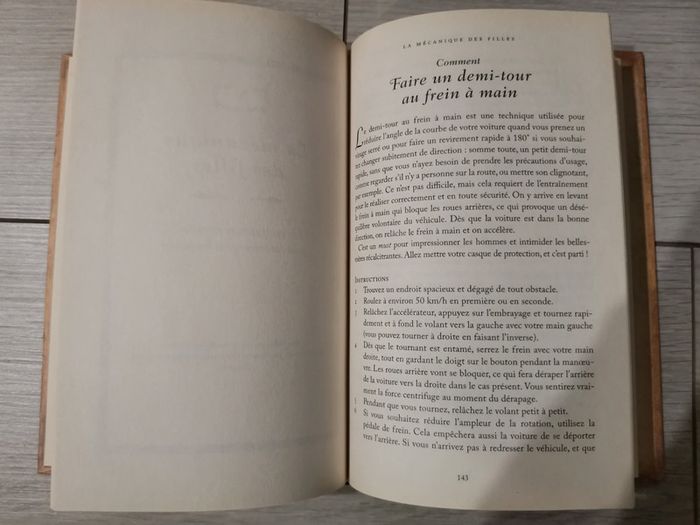 LA MÉCANIQUE DES FILLES
Comment
Faire un demi-tour
au frein à main
Le demi-tour au frein à main est une technique utilisée pour
réduire l'angle de la courbe de votre voiture quand vous prenez un
virage serré ou pour faire un revirement rapide à 180° si vous souhai-
tez changer subitement de direction : somme toute, un petit demi-tour
rapide, sans que vous n'ayez besoin de prendre les précautions d'usage,
comme regarder s'il n'y a personne sur la route, ou mettre son clignotant,
par exemple. Ce n'est pas difficile, mais cela requiert de l'entraînement
pour le réaliser correctement et en toute sécurité. On y arrive en levant
le frein à main qui bloque les roues arrières, ce qui provoque un désé-
quilibre volontaire du véhicule. Dès que la voiture est dans la bonne
direction, on relâche le frein à main et on accélère.
C'est un must pour impressionner les hommes et intimider les belles-
mères récalcitrantes. Allez mettre votre casque de protection, et c'est parti !
Instructions
1 Trouvez un endroit spacieux et dégagé de tout obstacle.
2 Roulez à environ 50 km/h en première ou en seconde.
3 Relâchez l'accélérateur, appuyez sur l'embrayage et tournez rapi-
dement et à fond le volant vers la gauche avec votre main gauche
(vous pouvez tourner à droite en faisant l'inverse).
4 Dès que le tournant est entamé, serrez le frein avec votre main
droite, tout en gardant le doigt sur le bouton pendant la manœu-
vre. Les roues arrière vont se bloquer, ce qui fera déraper l'arrière
de la voiture vers la droite dans le cas présent. Vous sentirez vrai-
ment la force centrifuge au moment du dérapage.
5 Pendant que vous tournez, relâchez le volant petit à petit.
6 Si vous souhaitez réduire l'ampleur de la rotation, utilisez la
pédale de frein. Cela empêchera aussi la voiture de se déporter
vers l'arrière. Si vous n'arrivez pas à redresser le véhicule, et que
143